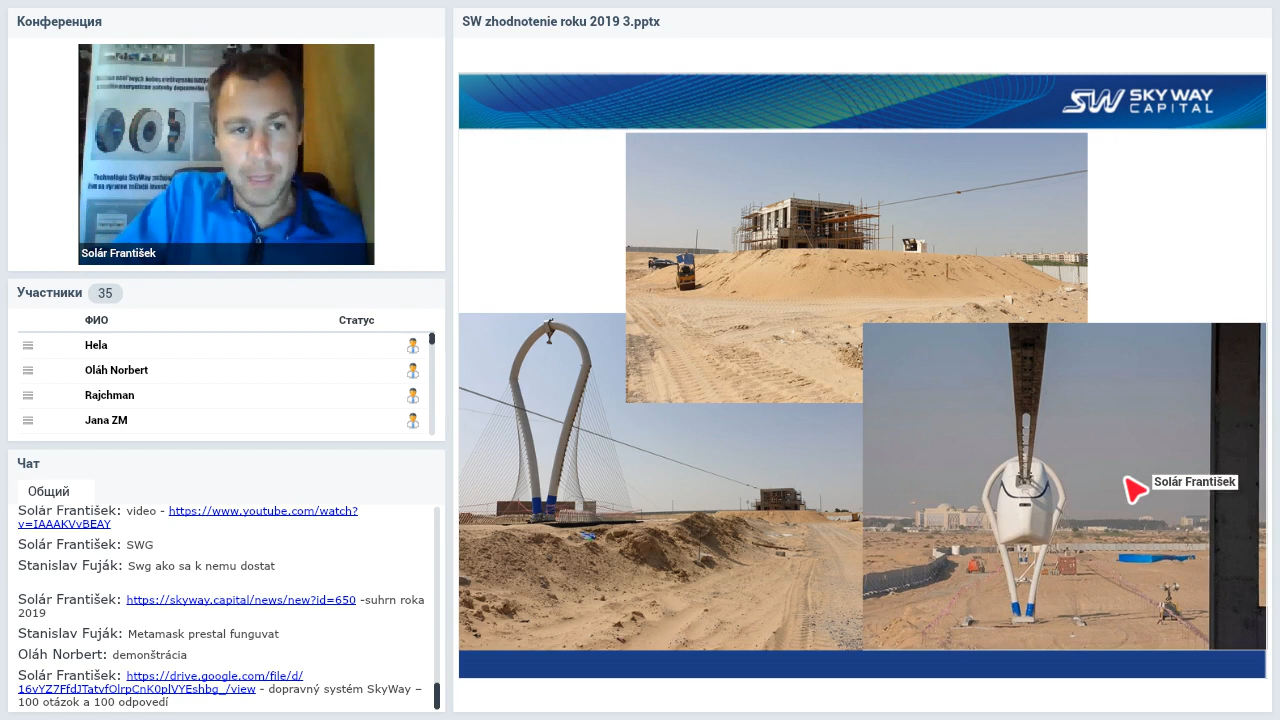 Конференция
Technológia SkyWay
Solár František
Участники 35
ФИО Статус
Hela
Oláh Norbert
Rajchman
Jana ZM
Чат
Общий
Solár František: video - https://www.youtube.com/watch?
v=IAAAKVvBEAY
Solár František: SWG
Stanislav Fuják: Swg ako sa k nemu dostat
Solár František: https://skyway.capital/news/new?id=650 -suhrn roka
2019
Stanislav Fuják: Metamask prestal funguvat
Oláh Norbert: demonštrácia
Solár František: https://drive.google.com/file/d/
16vYZ7FfdJTatvfOlrpCnK0plVYEshbg_/view - dopravný systém SkyWay –
100 otázok a 100 odpovedí
SW zhodnotenie roku 2019 3.pptx
SW SKY WAY
CAPITAL
Solár František